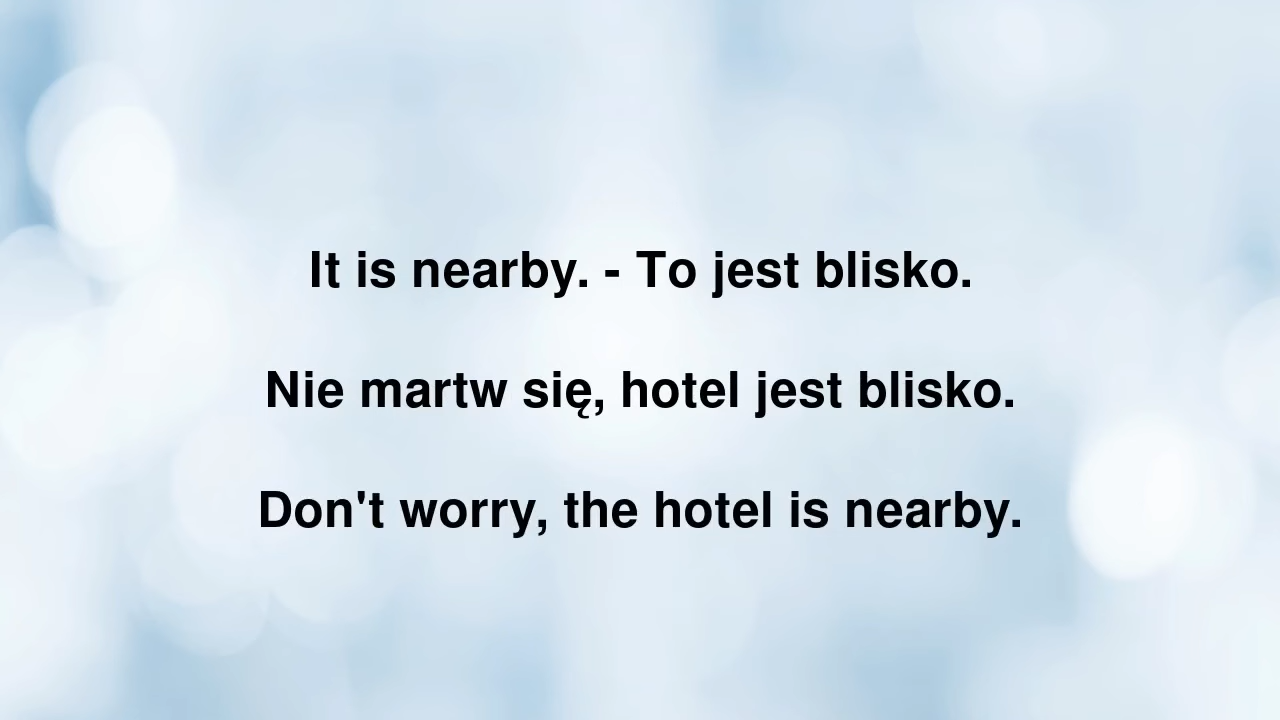 It is nearby. - To jest blisko.
Nie martw się, hotel jest blisko.
Don't worry, the hotel is nearby.